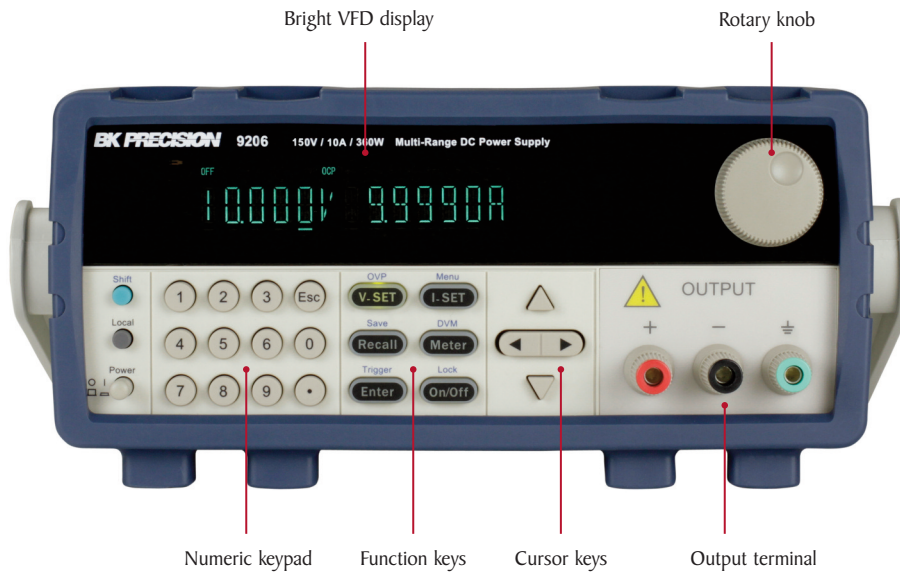 Bright VFD display
Rotary knob
BK PRECISION 9206 150V / 10A / 360W Multi-Range DC Power Supply
OFF OCP
10.000V 9.9990A
Shift
Local
Power
O I
1 2 3 Esc
4 5 6 0
7 8 9 •
OVP Menu
V-SET I-SET
Save DVM
Recall Meter
Trigger Lock
Enter On/Off
OUTPUT
+ −
Numeric keypad
Function keys
Cursor keys
Output terminal